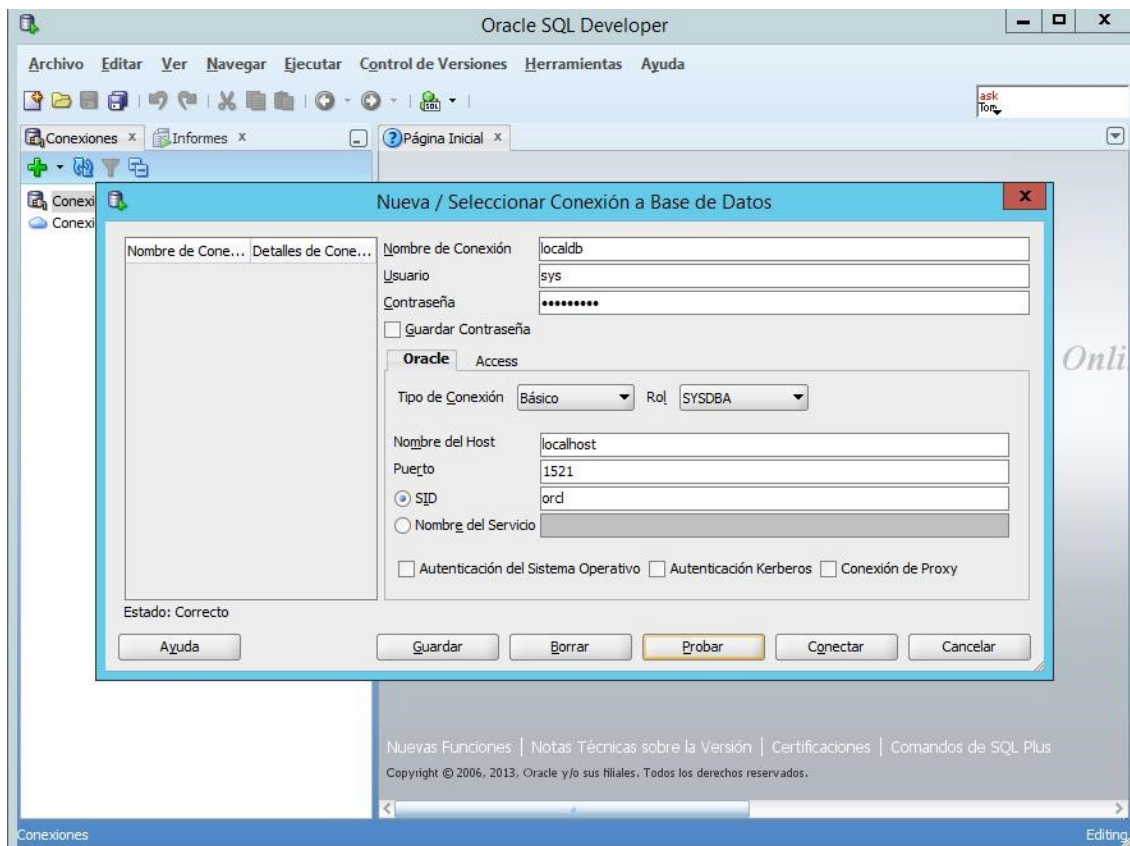 Oracle SQL Developer
Archivo Editar Ver Navegar Ejecutar Control de Versiones Herramientas Ayuda
SQL
ask
Tom
Conexiones x Informes x Página Inicial x
Conexi
Conexi
Nueva / Seleccionar Conexión a Base de Datos
Nombre de Cone... Detalles de Cone...
Nombre de Conexión localdb
Usuario sys
Contraseña •••••••••
Guardar Contraseña
Oracle Access
Tipo de Conexión Básico Rol SYSDBA
Nombre del Host localhost
Puerto 1521
SID orcl
Nombre del Servicio
Autenticación del Sistema Operativo Autenticación Kerberos Conexión de Proxy
Estado: Correcto
Ayuda Guardar Borrar Probar Conectar Cancelar
Onli
Nuevas Funciones | Notas Técnicas sobre la Versión | Certificaciones | Comandos de SQL Plus
Copyright © 2006, 2013, Oracle y/o sus filiales. Todos los derechos reservados.
Conexiones Editing